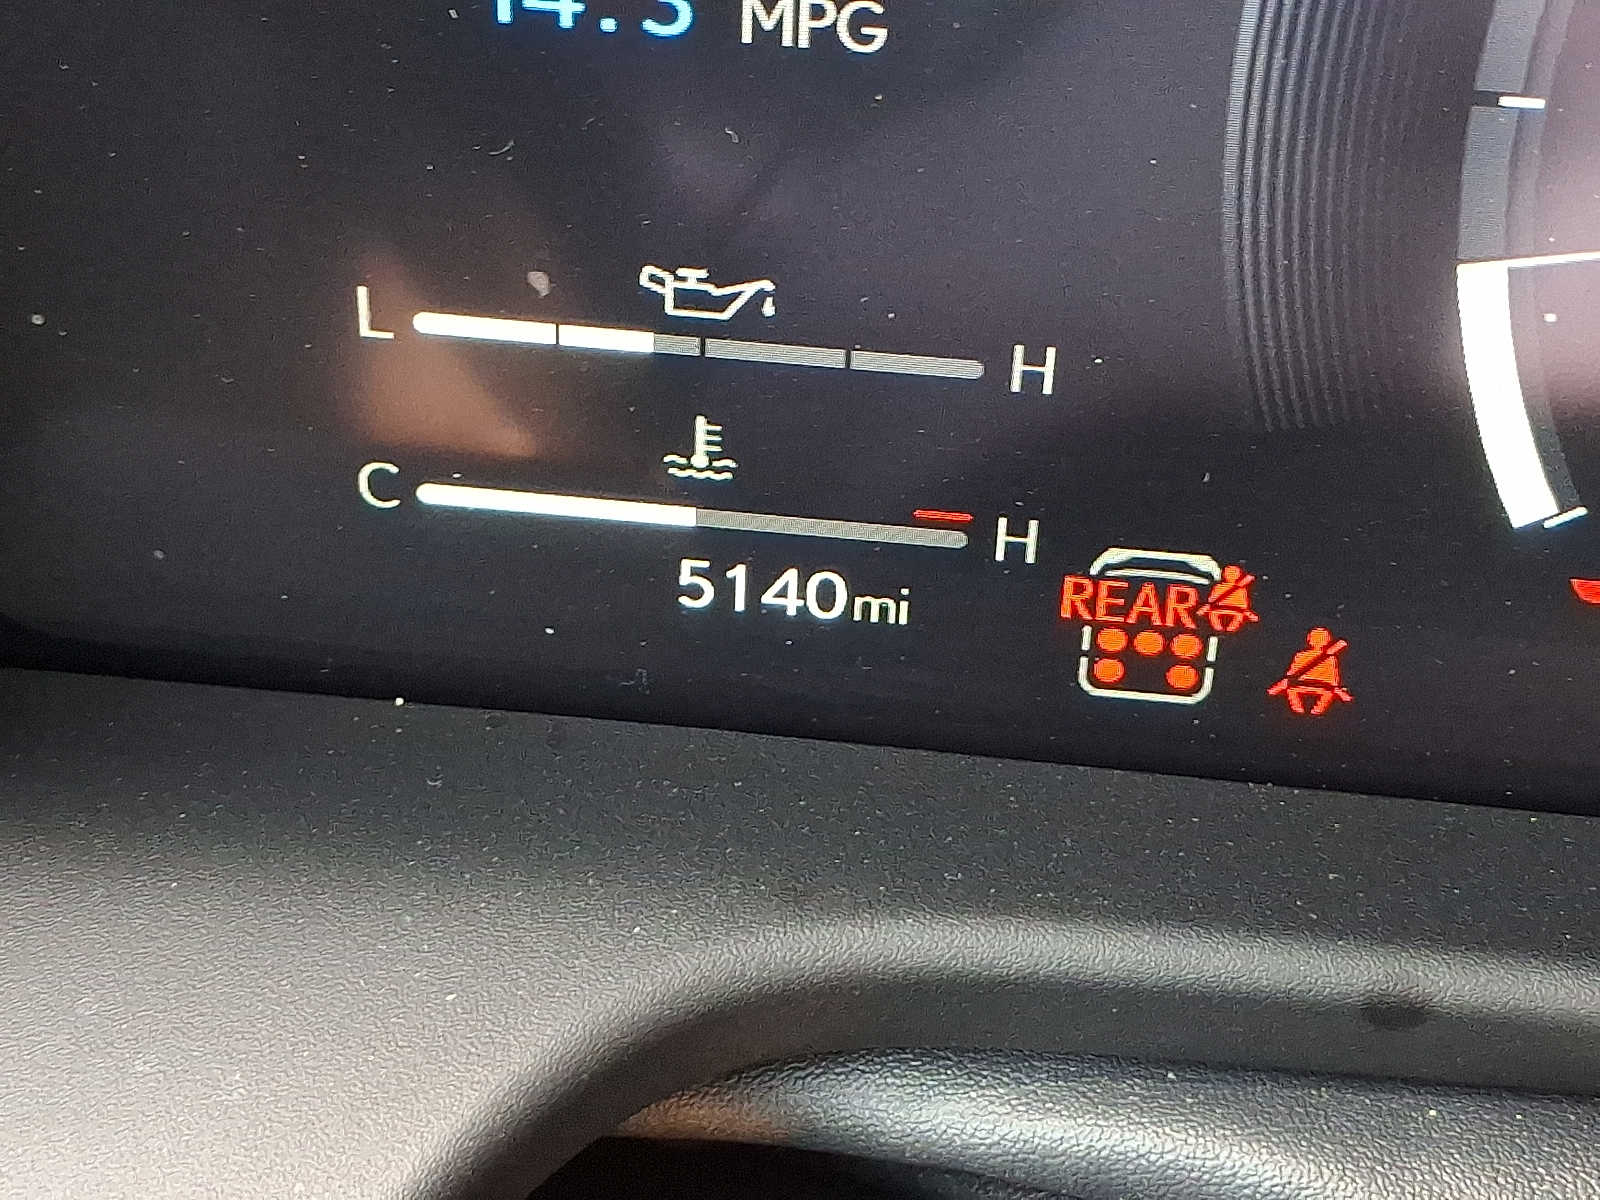 MPG
L H
C H
5140mi
REAR